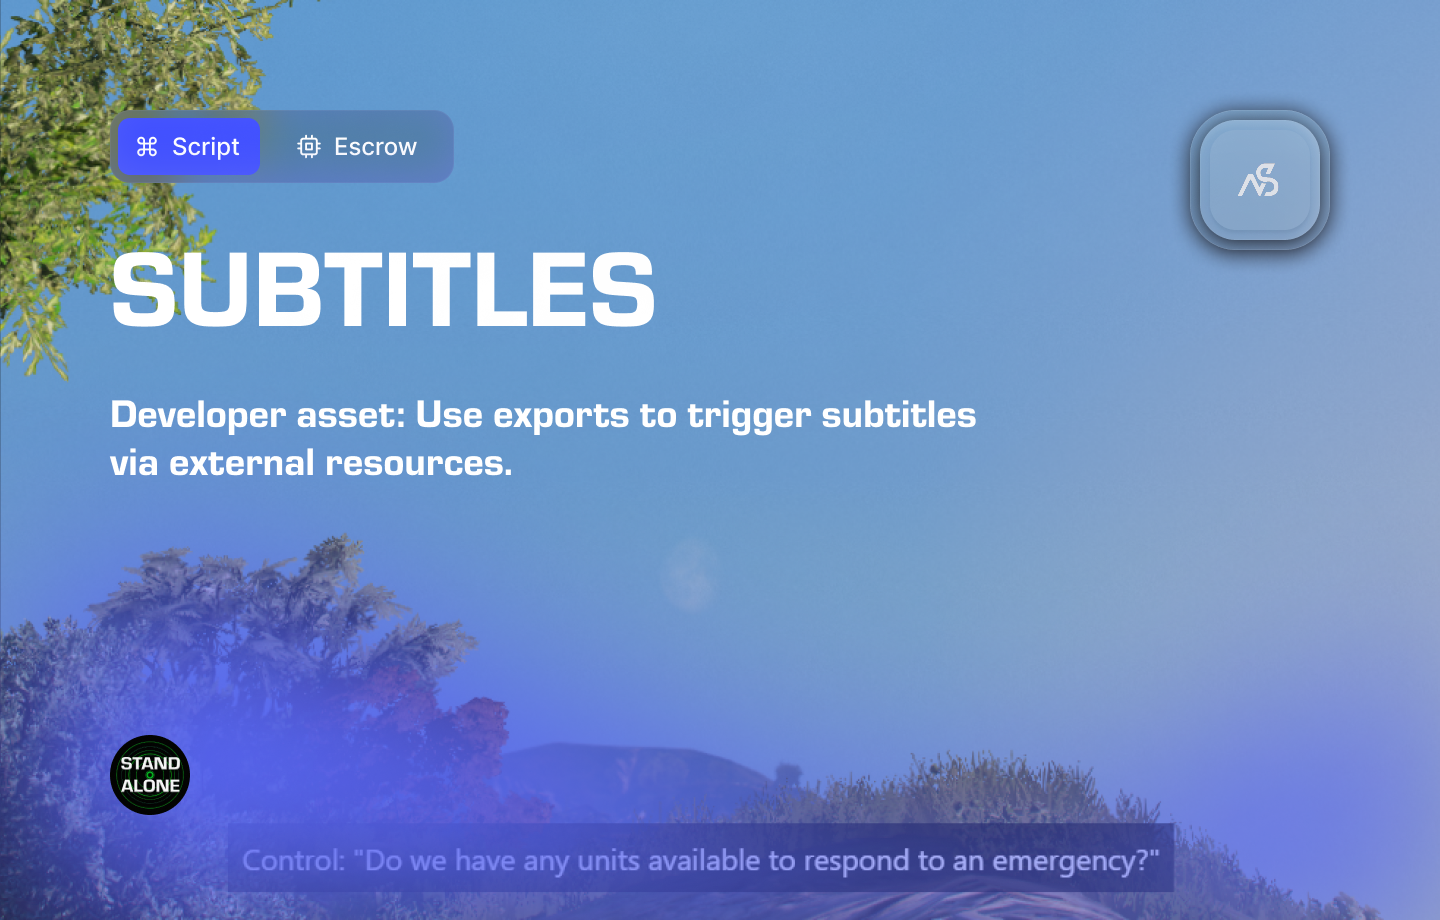 Script
Escrow
SUBTITLES
Developer asset: Use exports to trigger subtitles
via external resources.
STAND
ALONE
Control: "Do we have any units available to respond to an emergency?"